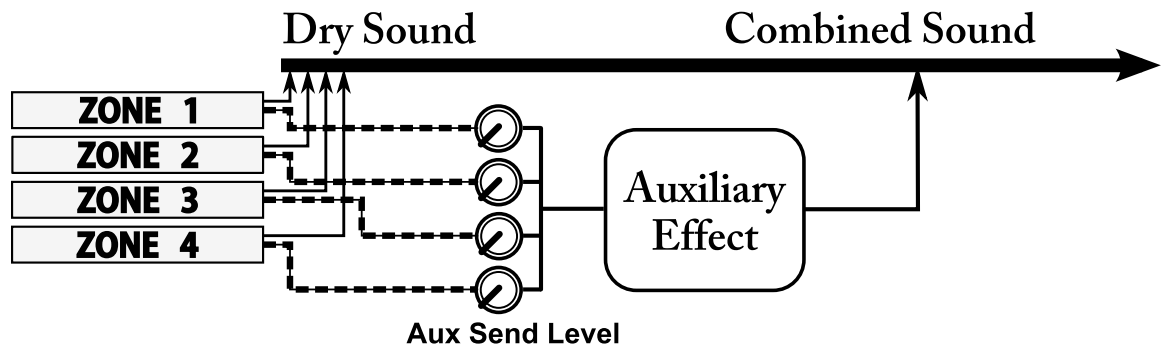 Dry Sound
Combined Sound
ZONE 1
ZONE 2
ZONE 3
ZONE 4
Auxiliary
Effect
Aux Send Level